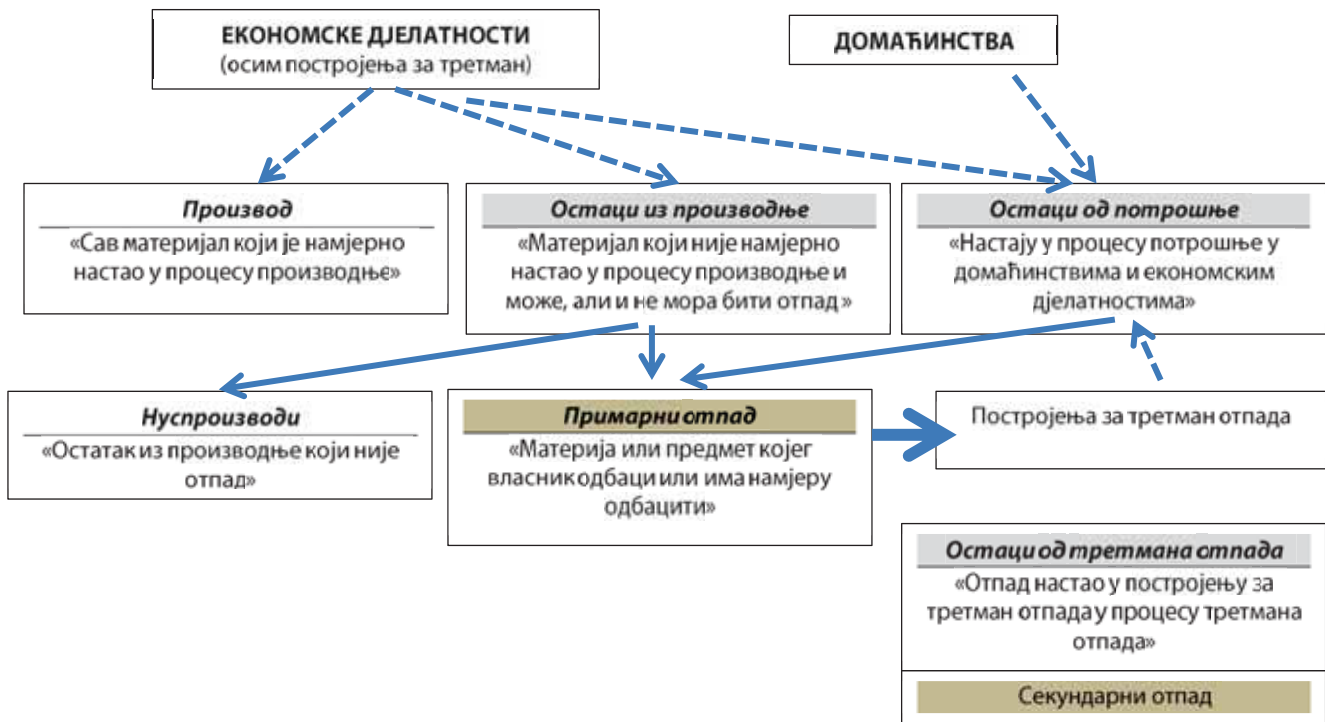 ЕКОНОМСКЕ ДЈЕЛАТНОСТИ
(осим постројења за третман)
ДОМАЋИНСТВА
Производ
«Сав материјал који је намјерно
настао у процесу производње»
Остаци из производње
«Материјал који није намјерно
настао у процесу производње и
може, али и не мора бити отпад »
Остаци од потрошње
«Настају у процесу потрошње у
домаћинствима и економским
дјелатностима»
Нуспроизводи
«Остатак из производње који није
отпад»
Примарни отпад
«Материја или предмет којег
власник одбаци или има намјеру
одбацити»
Постројења за третман отпада
Остаци од третмана отпада
«Отпад настао у постројењу за
третман отпада у процесу третмана
отпада»
Секундарни отпад